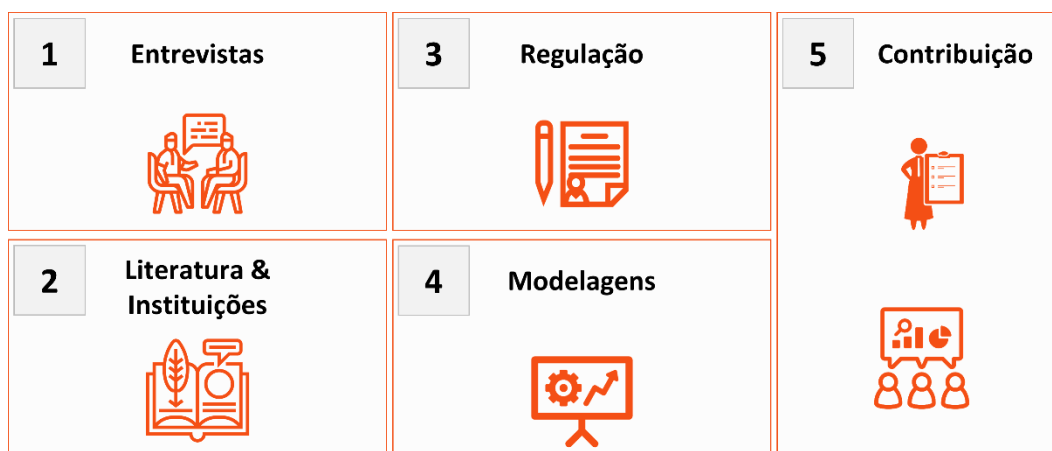 1
Entrevistas
2
Literatura &
Instituições
3
Regulação
4
Modelagens
5
Contribuição